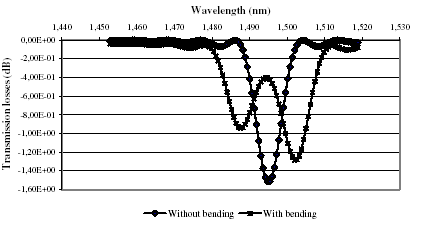 Wavelength (nm)
1,440 1,450 1,460 1,470 1,480 1,490 1,500 1,510 1,520 1,530
Transmission losses (dB)
0,00E+00
-2,00E-01
-4,00E-01
-6,00E-01
-8,00E-01
-1,00E+00
-1,20E+00
-1,40E+00
-1,60E+00
Without bending With bending